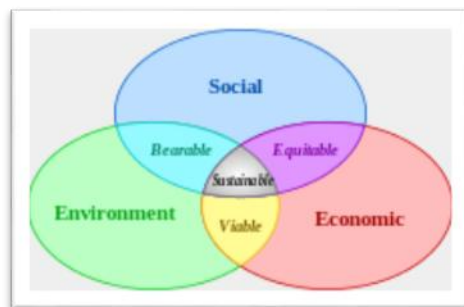 Social
Bearable
Equitable
Sustainable
Environment
Economic
Viable